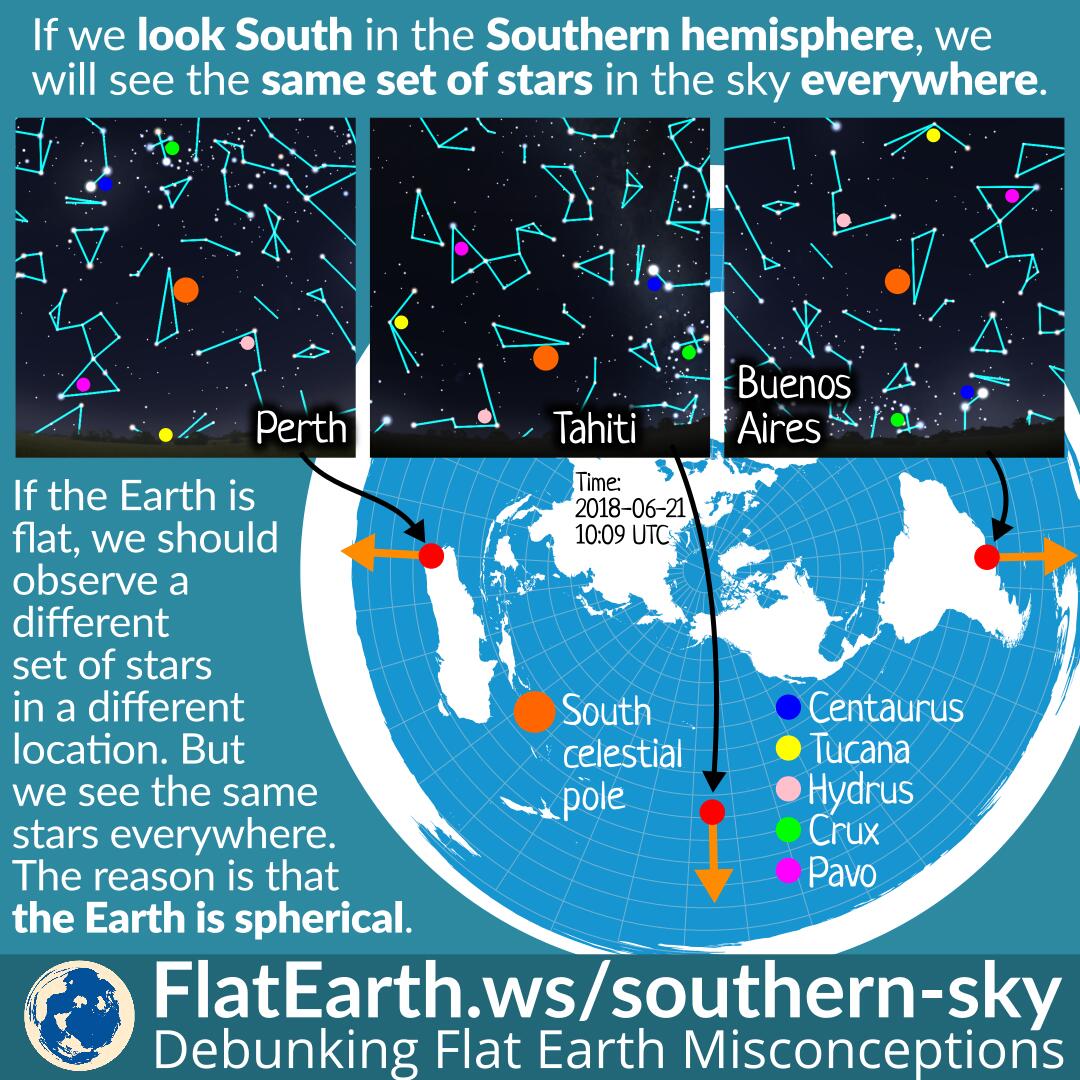 If we look South in the Southern hemisphere, we
will see the same set of stars in the sky everywhere.
Perth
Tahiti
Buenos
Aires
Time:
2018-06-21
10:09 UTC
If the Earth is
flat, we should
observe a
different
set of stars
in a different
location. But
we see the same
stars everywhere.
The reason is that
the Earth is spherical.
South
celestial
pole
Centaurus
Tucana
Hydrus
Crux
Pavo
FlatEarth.ws/southern-sky
Debunking Flat Earth Misconceptions